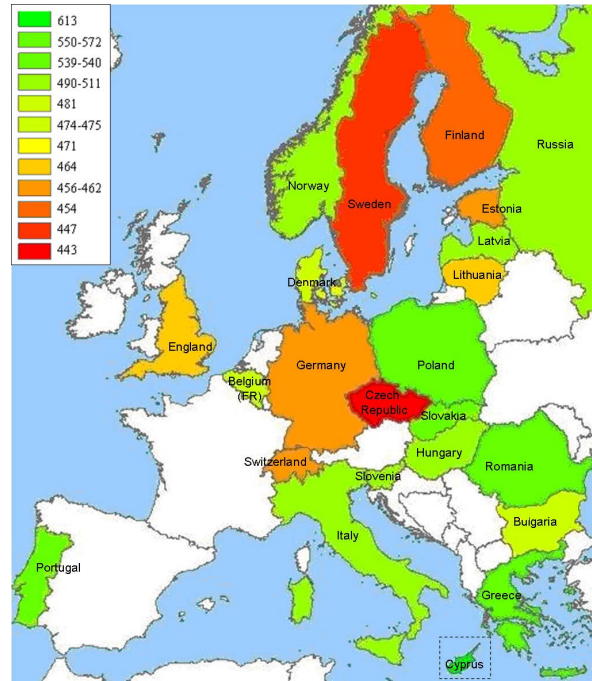 613
550-572
539-540
490-511
481
474-475
471
464
456-462
454
447
443
Finland
Russia
Norway
Sweden
Estonia
Latvia
Lithuania
Denmark
England
Germany
Poland
Belgium
(FR)
Czech
Republic
Slovakia
Hungary
Switzerland
Slovenia
Romania
Italy
Bulgaria
Portugal
Greece
Cyprus